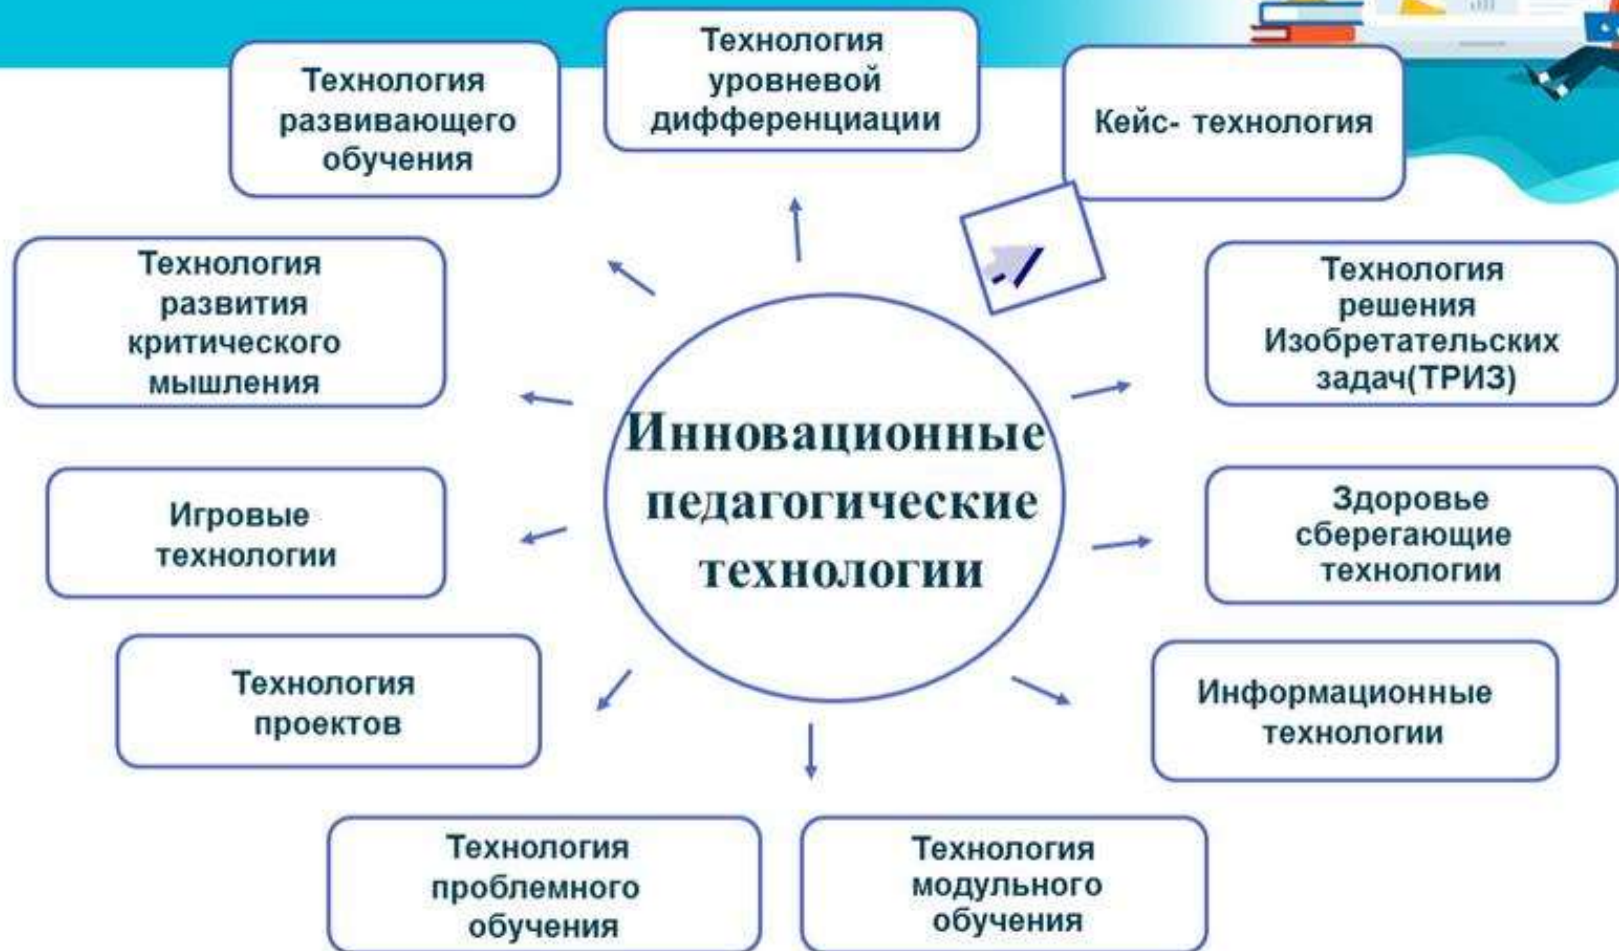 Технология
развивающего
обучения
Технология
уровневой
дифференциации
Кейс- технология
Технология
развития
критического
мышления
Технология
решения
Изобретательских
задач(ТРИЗ)
Инновационные
педагогические
технологии
Игровые
технологии
Здоровье
сберегающие
технологии
Технология
проектов
Информационные
технологии
Технология
проблемного
обучения
Технология
модульного
обучения